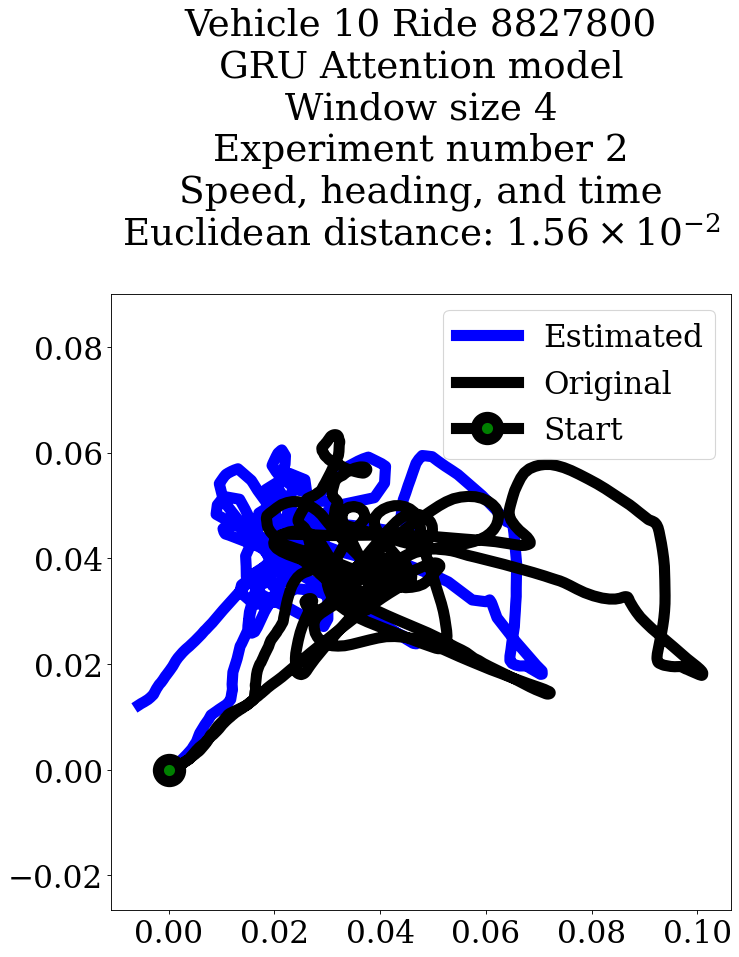 Vehicle 10 Ride 8827800
GRU Attention model
Window size 4
Experiment number 2
Speed, heading, and time
Euclidean distance: 1.56 × 10⁻²
Estimated
Original
Start
0.08
0.06
0.04
0.02
0.00
−0.02
0.00 0.02 0.04 0.06 0.08 0.10